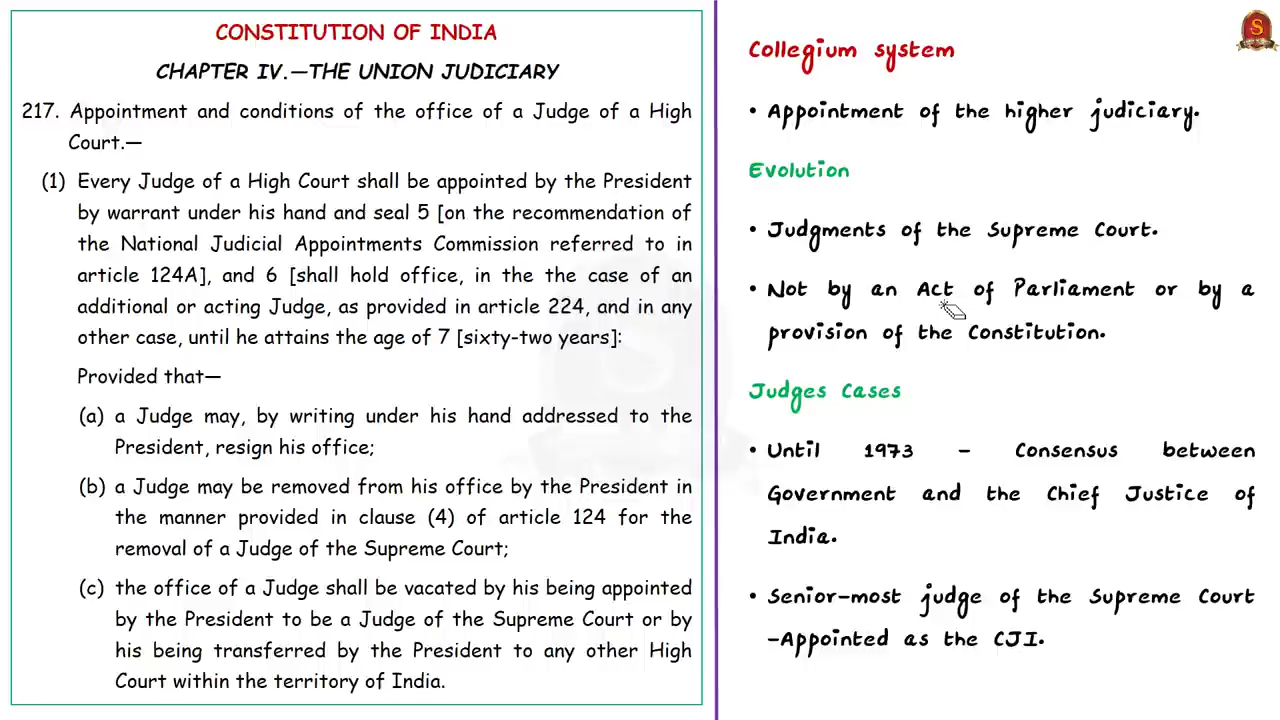 CONSTITUTION OF INDIA
CHAPTER IV.—THE UNION JUDICIARY
217. Appointment and conditions of the office of a Judge of a High
Court.—
(1) Every Judge of a High Court shall be appointed by the President
by warrant under his hand and seal 5 [on the recommendation of
the National Judicial Appointments Commission referred to in
article 124A], and 6 [shall hold office, in the the case of an
additional or acting Judge, as provided in article 224, and in any
other case, until he attains the age of 7 [sixty-two years]:
Provided that—
(a) a Judge may, by writing under his hand addressed to the
President, resign his office;
(b) a Judge may be removed from his office by the President in
the manner provided in clause (4) of article 124 for the
removal of a Judge of the Supreme Court;
(c) the office of a Judge shall be vacated by his being appointed
by the President to be a Judge of the Supreme Court or by
his being transferred by the President to any other High
Court within the territory of India.
Collegium system
• Appointment of the higher judiciary.
Evolution
• Judgments of the Supreme Court.
• Not by an Act of Parliament or by a
provision of the Constitution.
Judges Cases
• Until 1973 – Consensus between
Government and the Chief Justice of
India.
• Senior-most judge of the Supreme Court
-Appointed as the CJI.
S